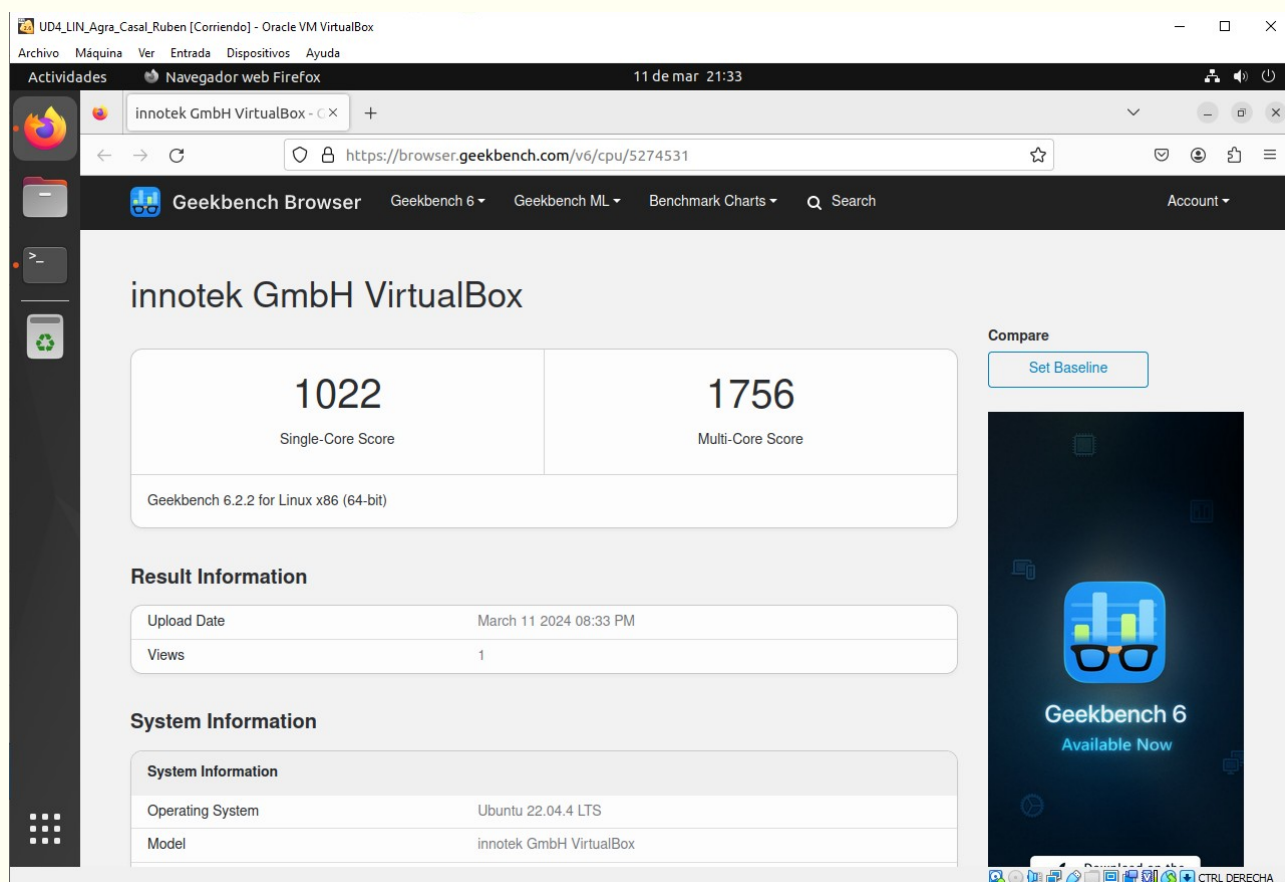 UD4_LIN_Agra_Casal_Ruben [Corriendo] - Oracle VM VirtualBox
Archivo Máquina Ver Entrada Dispositivos Ayuda
Actividades Navegador web Firefox 11 de mar 21:33
innotek GmbH VirtualBox - G
https://browser.geekbench.com/v6/cpu/5274531
Geekbench Browser Geekbench 6 Geekbench ML Benchmark Charts Search Account
innotek GmbH VirtualBox
Compare
Set Baseline
1022 1756
Single-Core Score Multi-Core Score
Geekbench 6.2.2 for Linux x86 (64-bit)
Result Information
Upload Date March 11 2024 08:33 PM
Views 1
System Information
System Information
Operating System Ubuntu 22.04.4 LTS
Model innotek GmbH VirtualBox
Geekbench 6
Available Now
Download on the
CTRL DERECHA